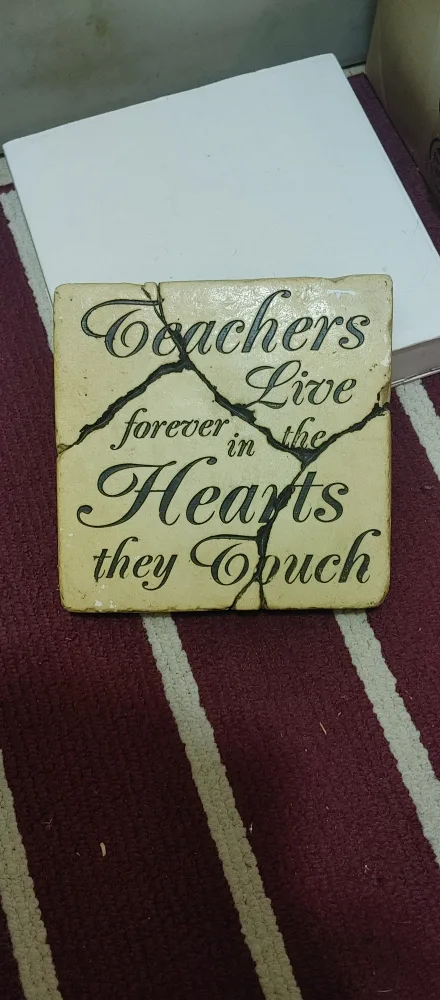 Teachers
Live
forever in the
Hearts
they Touch